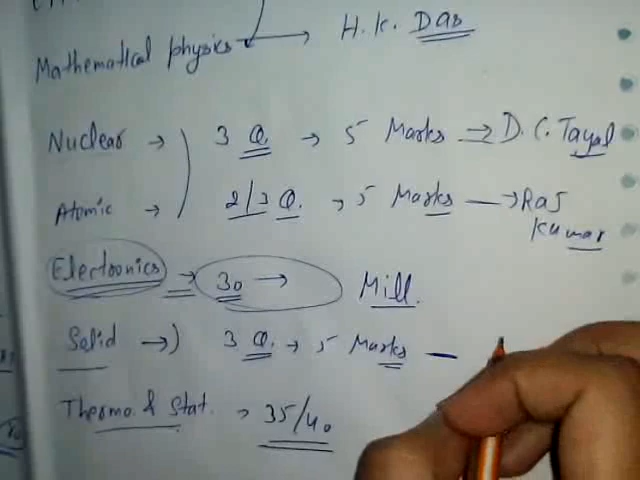 H.K. Das
Mathematical physics →
Nuclear → 3 Q. → 5 Marks → D. C. Tayal
Atomic → 2/3 Q. → 5 Marks → Raj
Kumar
Electronics → 30 → Mill.
Solid → 3 Q. → 5 Marks —
Thermo. & Stat. → 35/40